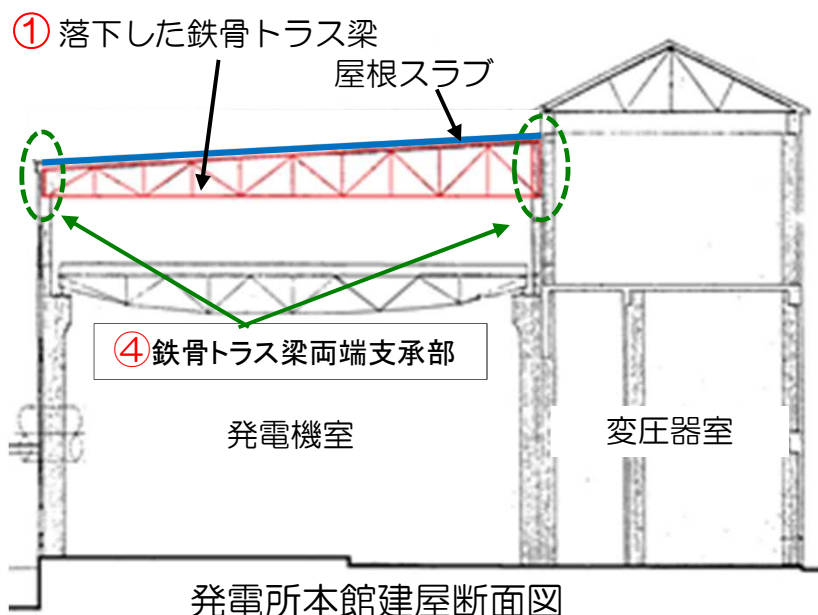 ① 落下した鉄骨トラス梁
屋根スラブ
④鉄骨トラス梁両端支承部
発電機室
変圧器室
発電所本館建屋断面図